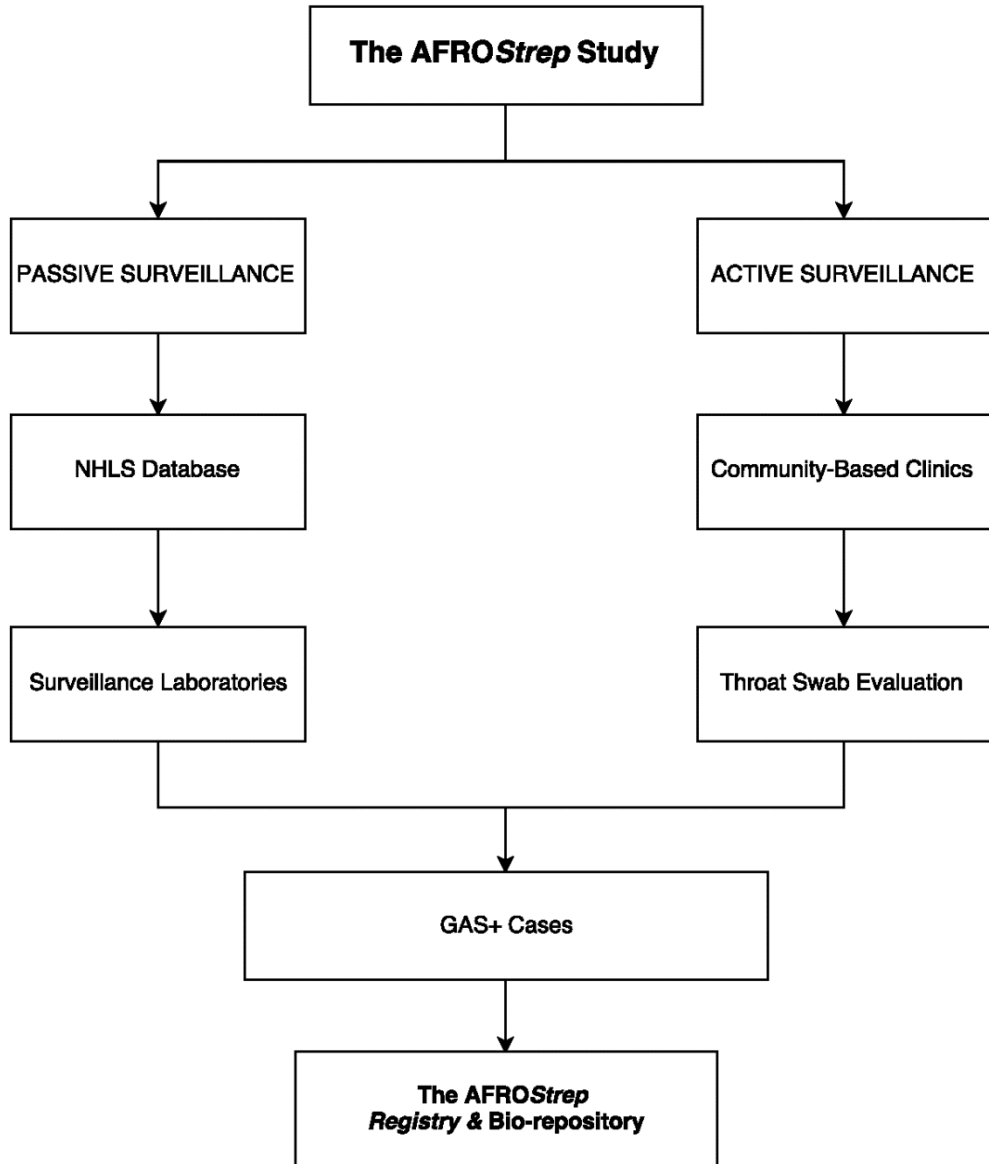 The AFROStrep Study
PASSIVE SURVEILLANCE
ACTIVE SURVEILLANCE
NHLS Database
Community-Based Clinics
Surveillance Laboratories
Throat Swab Evaluation
GAS+ Cases
The AFROStrep
Registry & Bio-repository